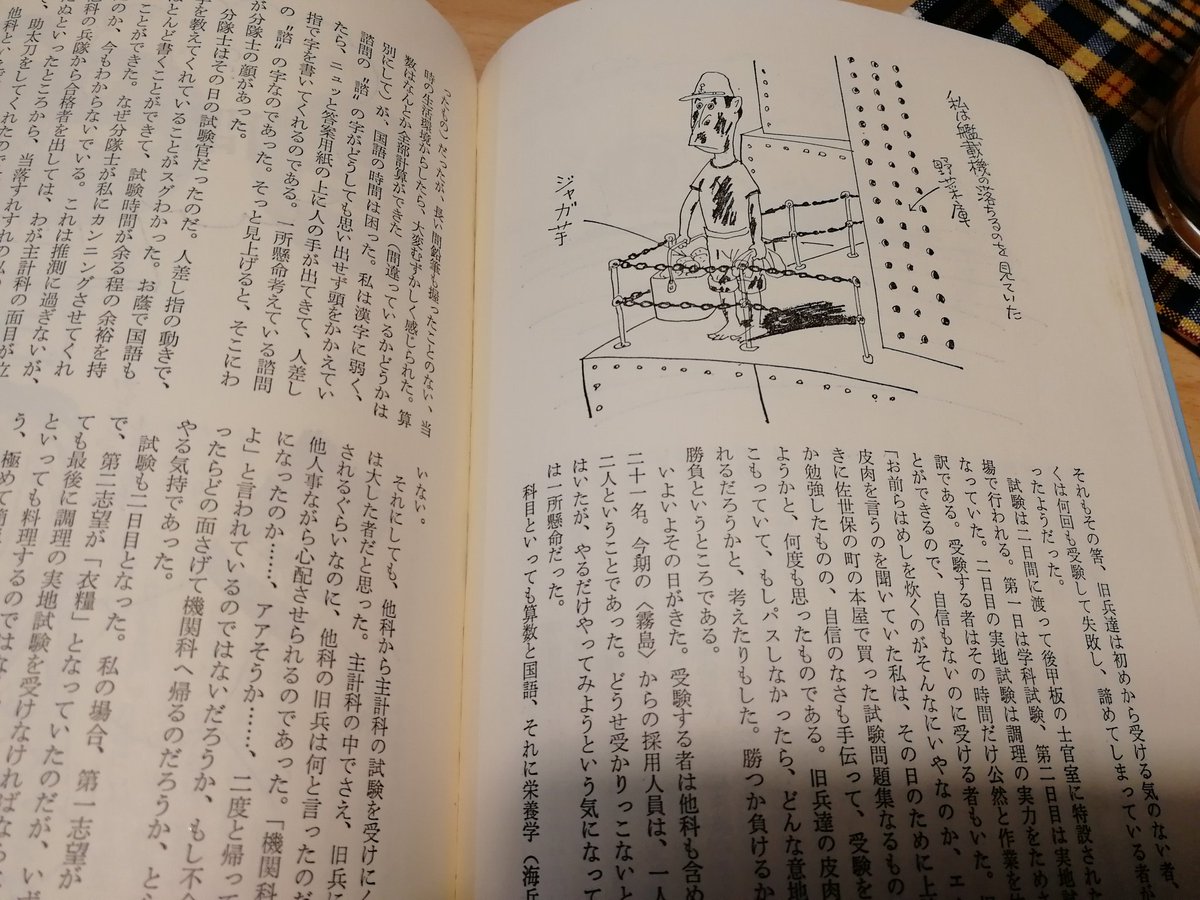 私は艦載機の落ちるのを見ていた
野菜庫
ジャガ芋
それもその筈、旧兵達は初めから受ける気のない者、
くは何回も受験して失敗し、諦めてしまっている者が
ったようだった。
試験は二日間に渡って後甲板の士官室に特設された
場で行われる。第一日は学科試験、第二日目は実地試
なっていた。二日目の実地試験は調理の実力をためさ
訳である。受験する者はその時間だけ公然と作業を
とができるので、自信もないのに受ける者もいた。
「お前らはめしを炊くのがそんなにいやなのか、エ
皮肉を言うのを聞いていた私は、その日のために上
きに佐世保の町の本屋で買った試験問題集なるもの
か勉強したものの、自信のなさも手伝って、受験を
ようかと、何度も思ったものである。旧兵達の皮肉
こもっていて、もしパスしなかったら、どんな意地
れるだろうかと、考えたりもした。勝つか負けるか
勝負というところである。
いよいよその日がきた。受験する者は他科も含め
二十一名。今期の〈霧島〉からの採用人員は、一人
二人ということであった。どうせ受かりっこないと
はいたが、やるだけやってみようという気になって
は一所懸命だった。
科目といっても算数と国語、それに栄養学（海兵
ったもの）だったが、長い間鉛筆も握ったことのない、当
時の生活環境からしたら、大変むずかしく感じられた。算
数はなんとか全部計算ができた（間違っているかどうかは
別にして）が、国語の時間は困った。私は漢字に弱く、
諮問の〝諮〟の字がどうしても思い出せず頭をかかえてい
たら、ニュッと答案用紙の上に人の手が出てきて、人差し
指で字を書いてくれるのである。一所懸命考えている諮問
の〝諮〟の字なのであった。そっと見上げると、そこにわ
が分隊士の顔があった。
分隊士はその日の試験官だったのだ。人差し指の動きで、
字を教えてくれていることがスグわかった。お蔭で国語も
とんど書くことができて、試験時間が余る程の余裕を持
ことができた。なぜ分隊士が私にカンニングさせてくれ
のか、今もわからないでいる。これは推測に過ぎないが、
科の兵隊から合格者を出しては、わが主計科の面目が立
たぬといったところから、当落すれすれの私
助太刀をしてくれたので
いない。
それにしても、他科から主計科の試験を受けにく
は大した者だと思った。主計科の中でさえ、旧兵に
されるぐらいなのに、他科の旧兵は何と言ったのだ
他人事ながら心配させられるのであった。「機関科
になったのか……、アアそうか……、二度と帰って
よ」と言われているのではないだろうか、もし不合
ったらどの面さげて機関科へ帰るのだろうか、と
やる気持であった。
試験も二日目となった。私の場合、第一志望が
で、第二志望が「衣糧」となっていたのだが、いず
ても最後に調理の実地試験を受けなければなら
といっても料理するのではな
う、極めて簡